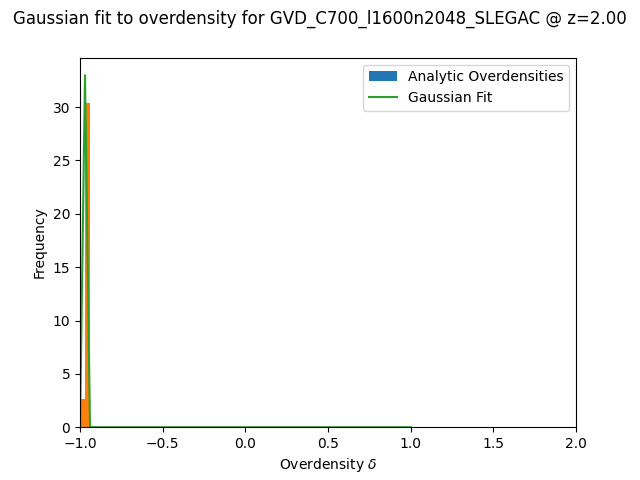 Gaussian fit to overdensity for GVD_C700_l1600n2048_SLEGAC @ z=2.00
Analytic Overdensities
Gaussian Fit
Frequency
30
25
20
15
10
5
0
−1.0 −0.5 0.0 0.5 1.0 1.5 2.0
Overdensity δ